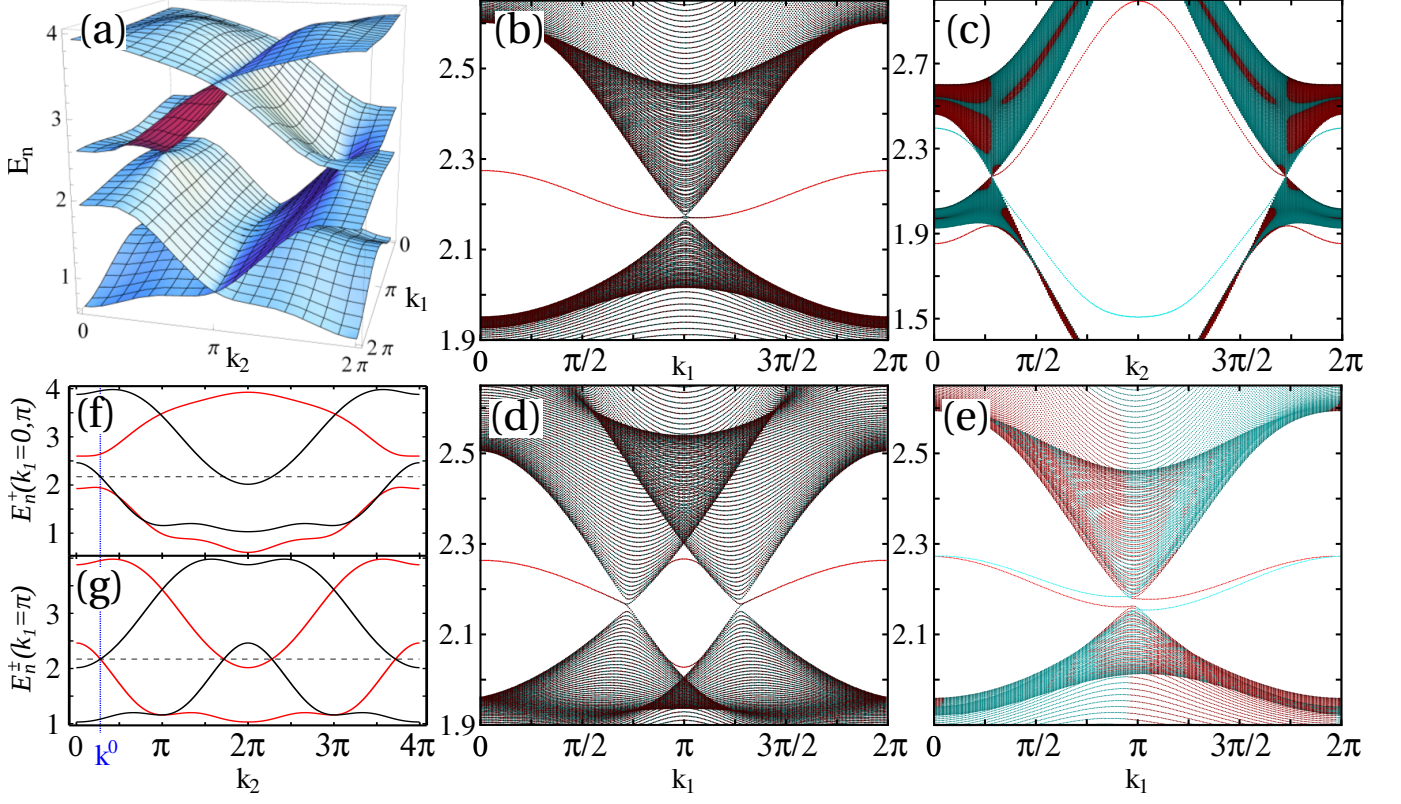 (a)
4
3
2
1
E_n
0
π
2 π
k_2
0
π
2 π
k_1
(b)
2.5
2.3
2.1
1.9
0
π/2
k_1
3π/2
2π
(c)
2.7
2.3
1.9
1.5
0
π/2
k_2
3π/2
2π
(f)
4
3
2
1
E_n^+(k_1=0,π)
(g)
3
2
1
E_n^±(k_1=π)
0
π
2π
3π
4π
k^0
k_2
(d)
2.5
2.3
2.1
1.9
0
π/2
π
3π/2
2π
k_1
(e)
2.5
2.3
2.1
0
π/2
π
3π/2
2π
k_1